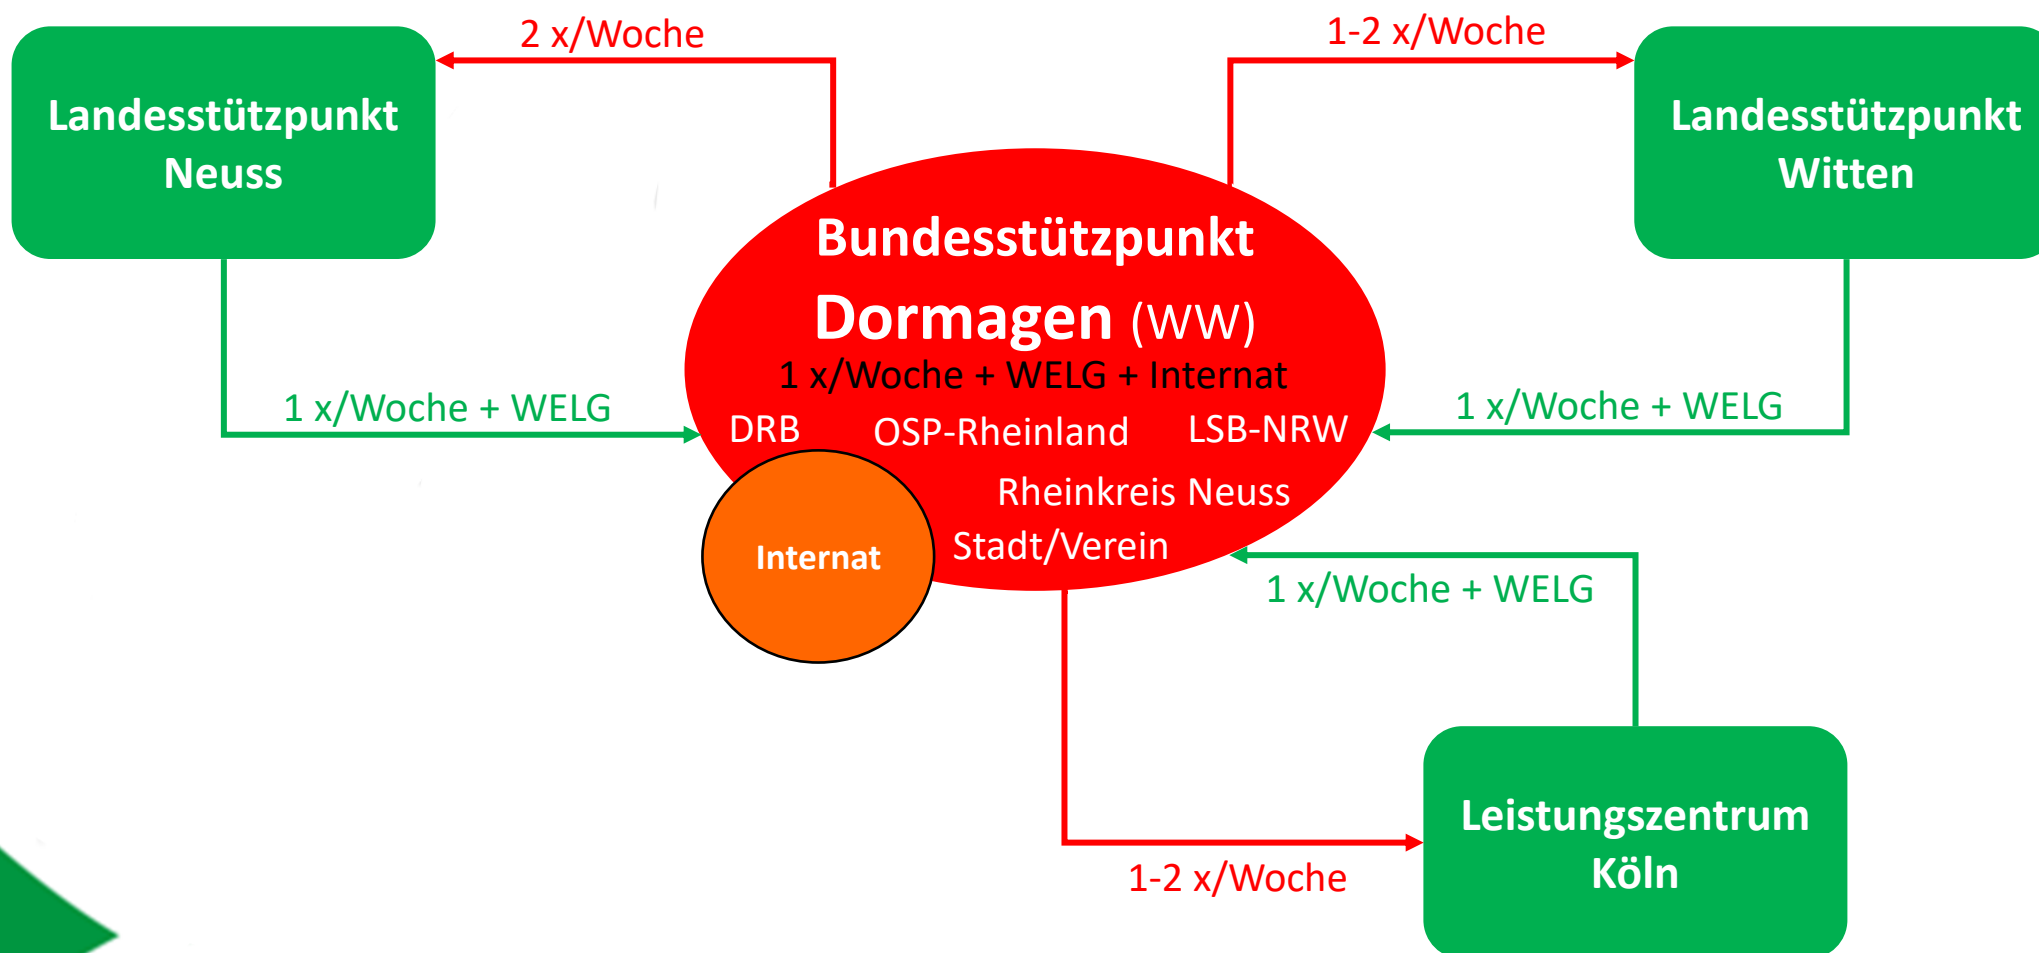 2 x/Woche
1-2 x/Woche
Landesstützpunkt
Neuss
Landesstützpunkt
Witten
Bundesstützpunkt
Dormagen (WW)
1 x/Woche + WELG + Internat
1 x/Woche + WELG
1 x/Woche + WELG
DRB
OSP-Rheinland
LSB-NRW
Rheinkreis Neuss
Stadt/Verein
Internat
1 x/Woche + WELG
Leistungszentrum
Köln
1-2 x/Woche